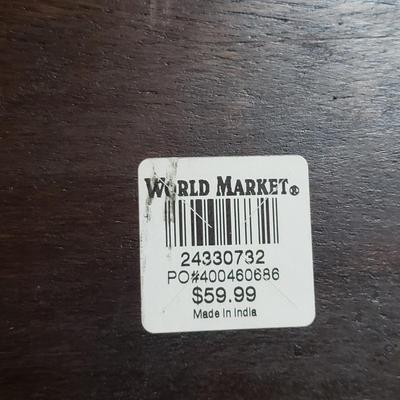 WORLD MARKET®
24330732
PO#400460686
$59.99
Made in India